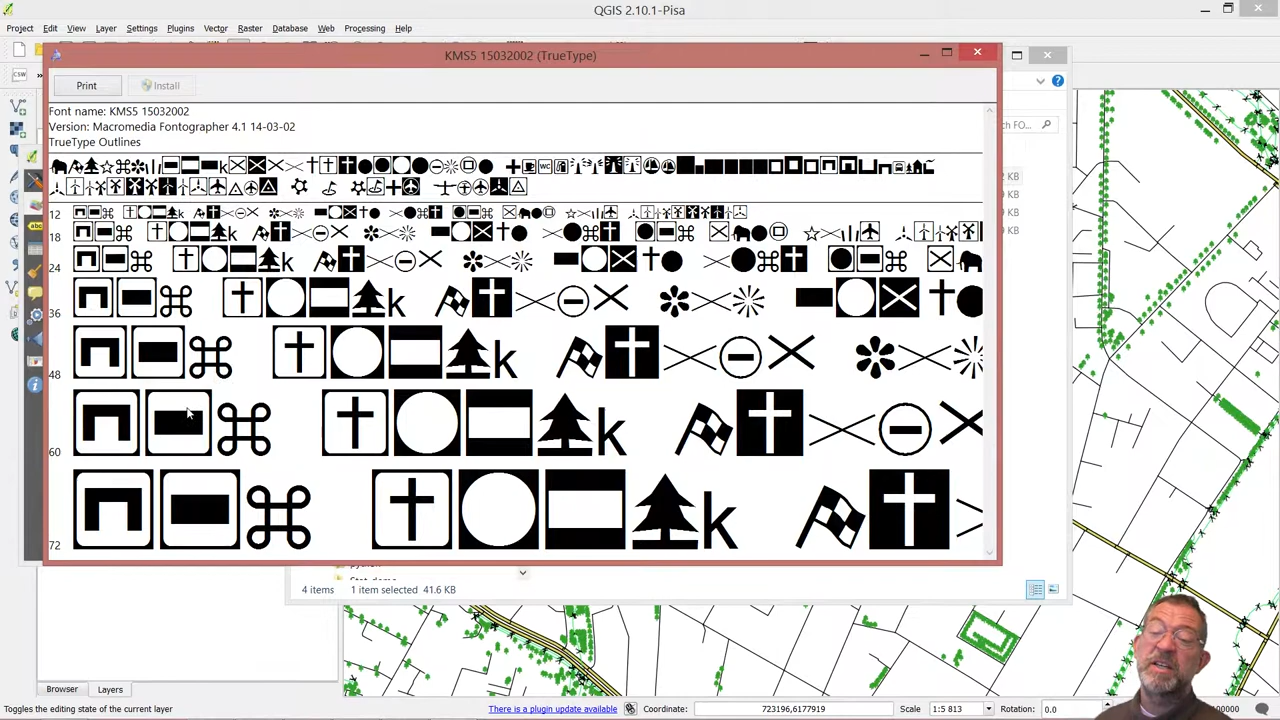 QGIS 2.10.1-Pisa
Project Edit View Layer Settings Plugins Vector Raster Database Web Processing Help
KMS5 15032002 (TrueType)
CSW
Print Install
Font name: KMS5 15032002
Version: Macromedia Fontographer 4.1 14-03-02
TrueType Outlines
12
18
24
36
48
k
60
k
72
k
4 items 1 item selected 41.6 KB
Browser Layers
Toggles the editing state of the current layer There is a plugin update available Coordinate: 723196,6177919 Scale 1:5 813 Rotation: 0.0